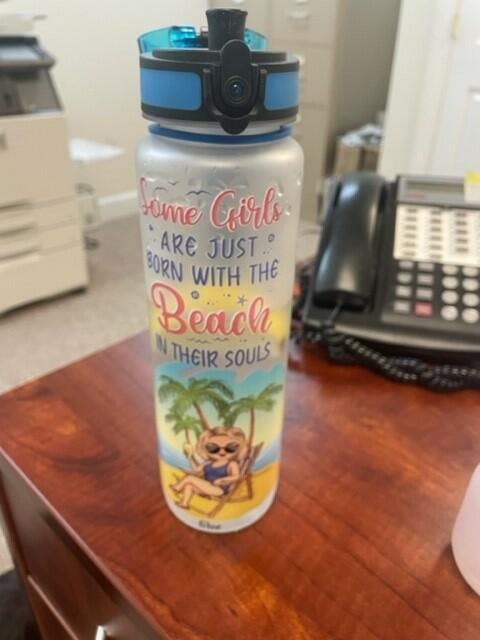 Some Girls
ARE JUST
BORN WITH THE
Beach
IN THEIR SOULS